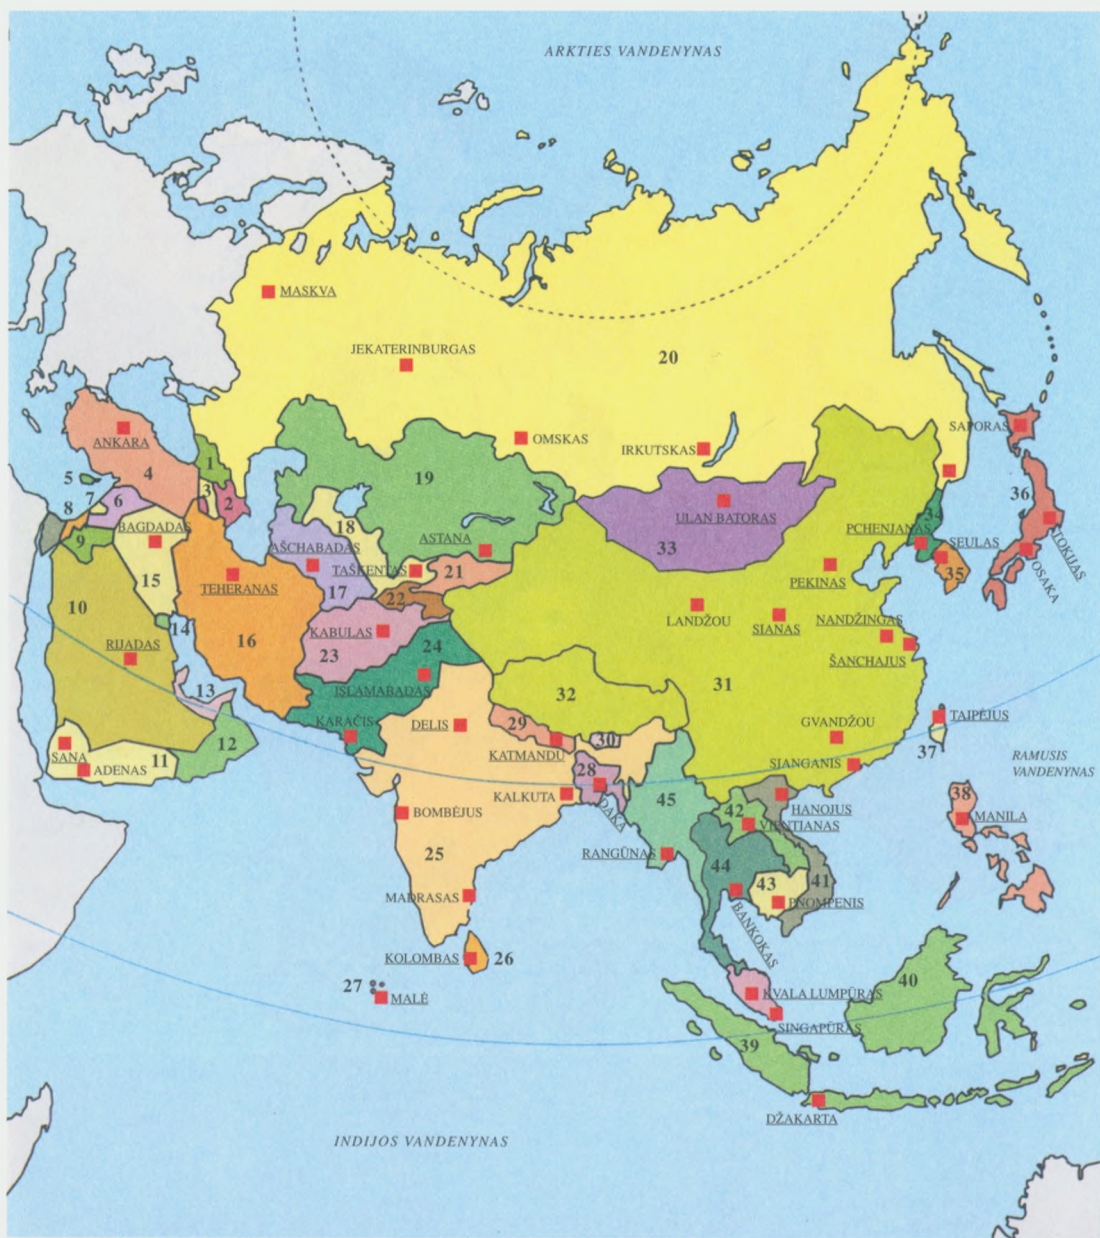 ARKTIES VANDENYNAS
MASKVA
JEKATERINBURGAS
20
ANKARA
OMSKAS
IRKUTSKAS
SAPORAS
1
4
3
2
19
5
7
6
8
9
BAGDADAS
18
ULAN BATORAS
36
34
PCHENJANAS
SEULAS
TOKIJAS
OSAKA
AŠCHABADAS
ASTANA
33
15
TEHERANAS
17
TAŠKENTAS
21
22
PEKINAS
35
10
14
16
KABULAS
23
24
LANDŽOU
SIANAS
NANDŽINGAS
ŠANCHAJUS
RIJADAS
13
ISLAMABADAS
32
31
SANA
ADENAS
11
12
KARAČIS
DELIS
29
KATMANDU
30
GVANDŽOU
TAIPĖJUS
37
RAMUSIS
VANDENYNAS
28
SIANGANIS
KALKUTA
DAKA
45
42
HANOJUS
38
MANILA
BOMBĖJUS
VIENTIANAS
25
RANGŪNAS
44
43
41
MADRASAS
PNOMPENIS
BANKOKAS
KOLOMBAS
26
27
MALĖ
KVALA LUMPŪRAS
40
SINGAPŪRAS
39
DŽAKARTA
INDIJOS VANDENYNAS